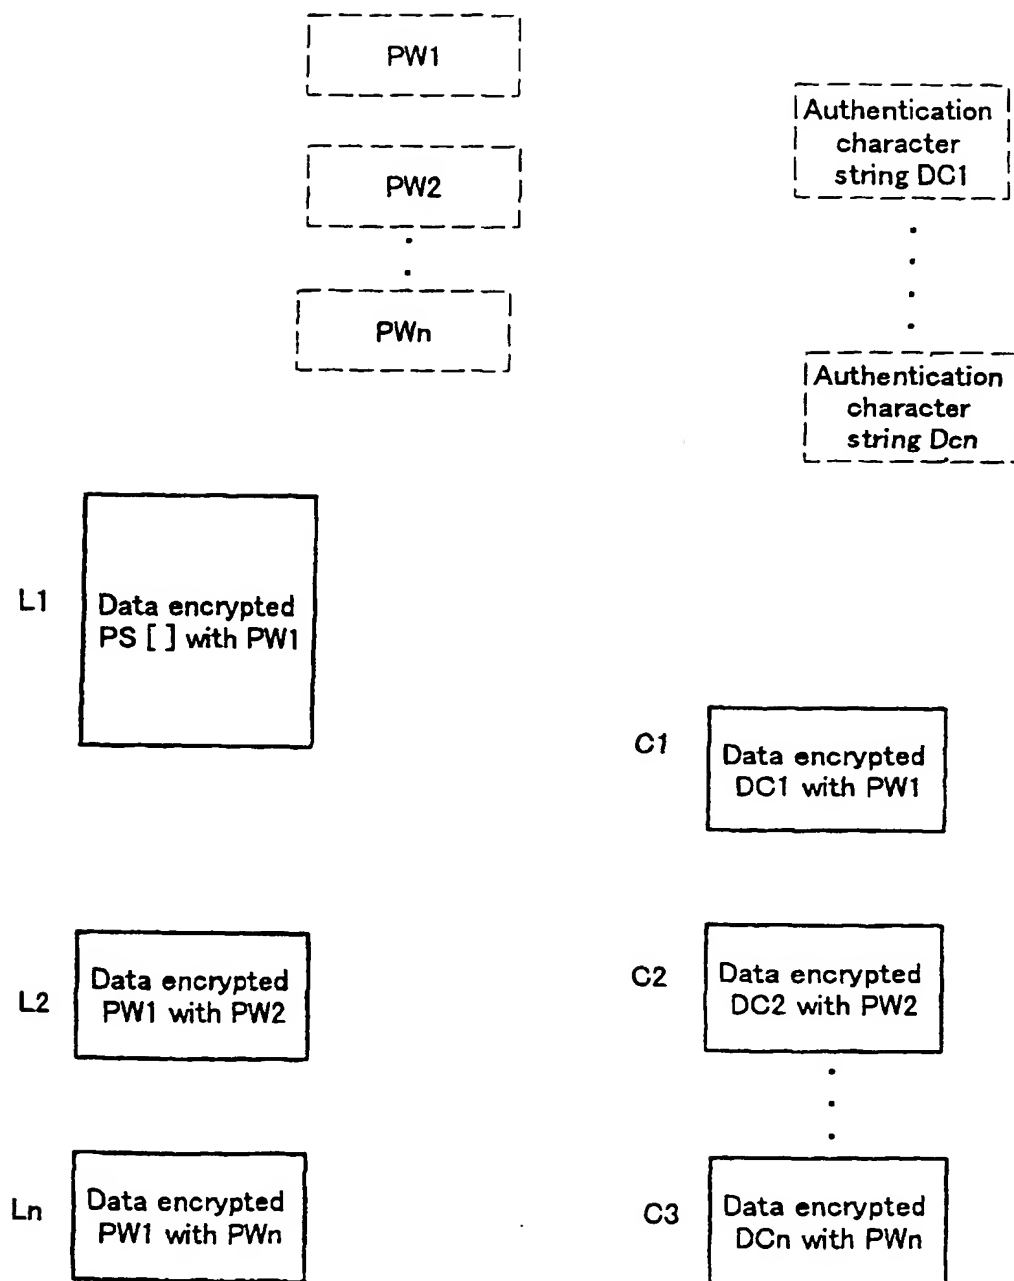 PW1
Authentication
character
string DC1
PW2
PWn
Authentication
character
string Dcn
L1
Data encrypted
PS [ ] with PW1
C1
Data encrypted
DC1 with PW1
L2
Data encrypted
PW1 with PW2
C2
Data encrypted
DC2 with PW2
Ln
Data encrypted
PW1 with PWn
C3
Data encrypted
DCn with PWn